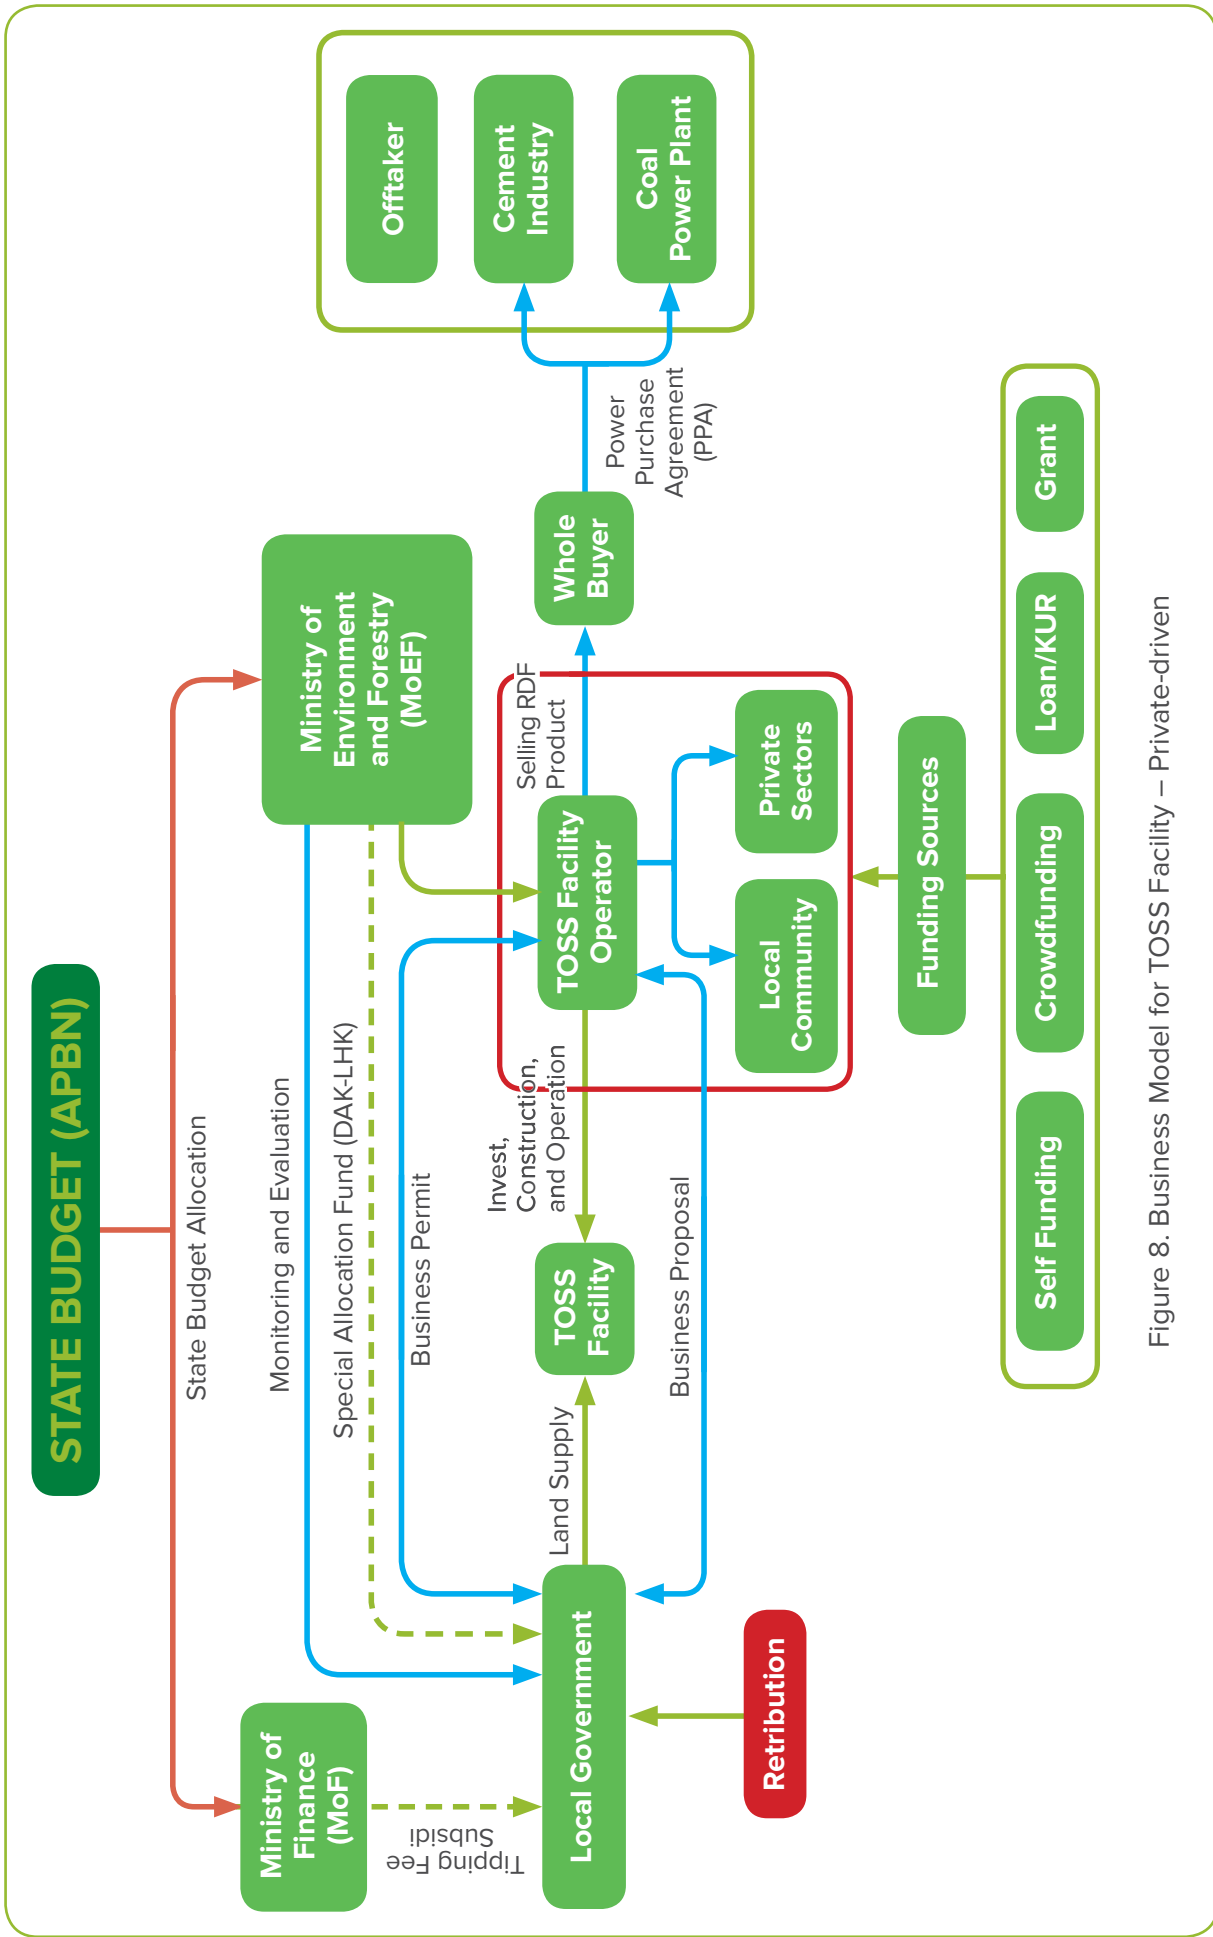 STATE BUDGET (APBN)
State Budget Allocation
Ministry of
Finance
(MoF)
Ministry of
Environment
and Forestry
(MoEF)
Monitoring and Evaluation
Special Allocation Fund (DAK-LHK)
Business Permit
Tipping Fee
Subsidi
Local Government
Land Supply
TOSS
Facility
Invest,
Construction,
and Operation
TOSS Facility
Operator
Selling RDF
Product
Whole
Buyer
Power
Purchase
Agreement
(PPA)
Offtaker
Cement
Industry
Coal
Power Plant
Business Proposal
Local
Community
Private
Sectors
Retribution
Funding Sources
Self Funding
Crowdfunding
Loan/KUR
Grant
Figure 8. Business Model for TOSS Facility – Private-driven